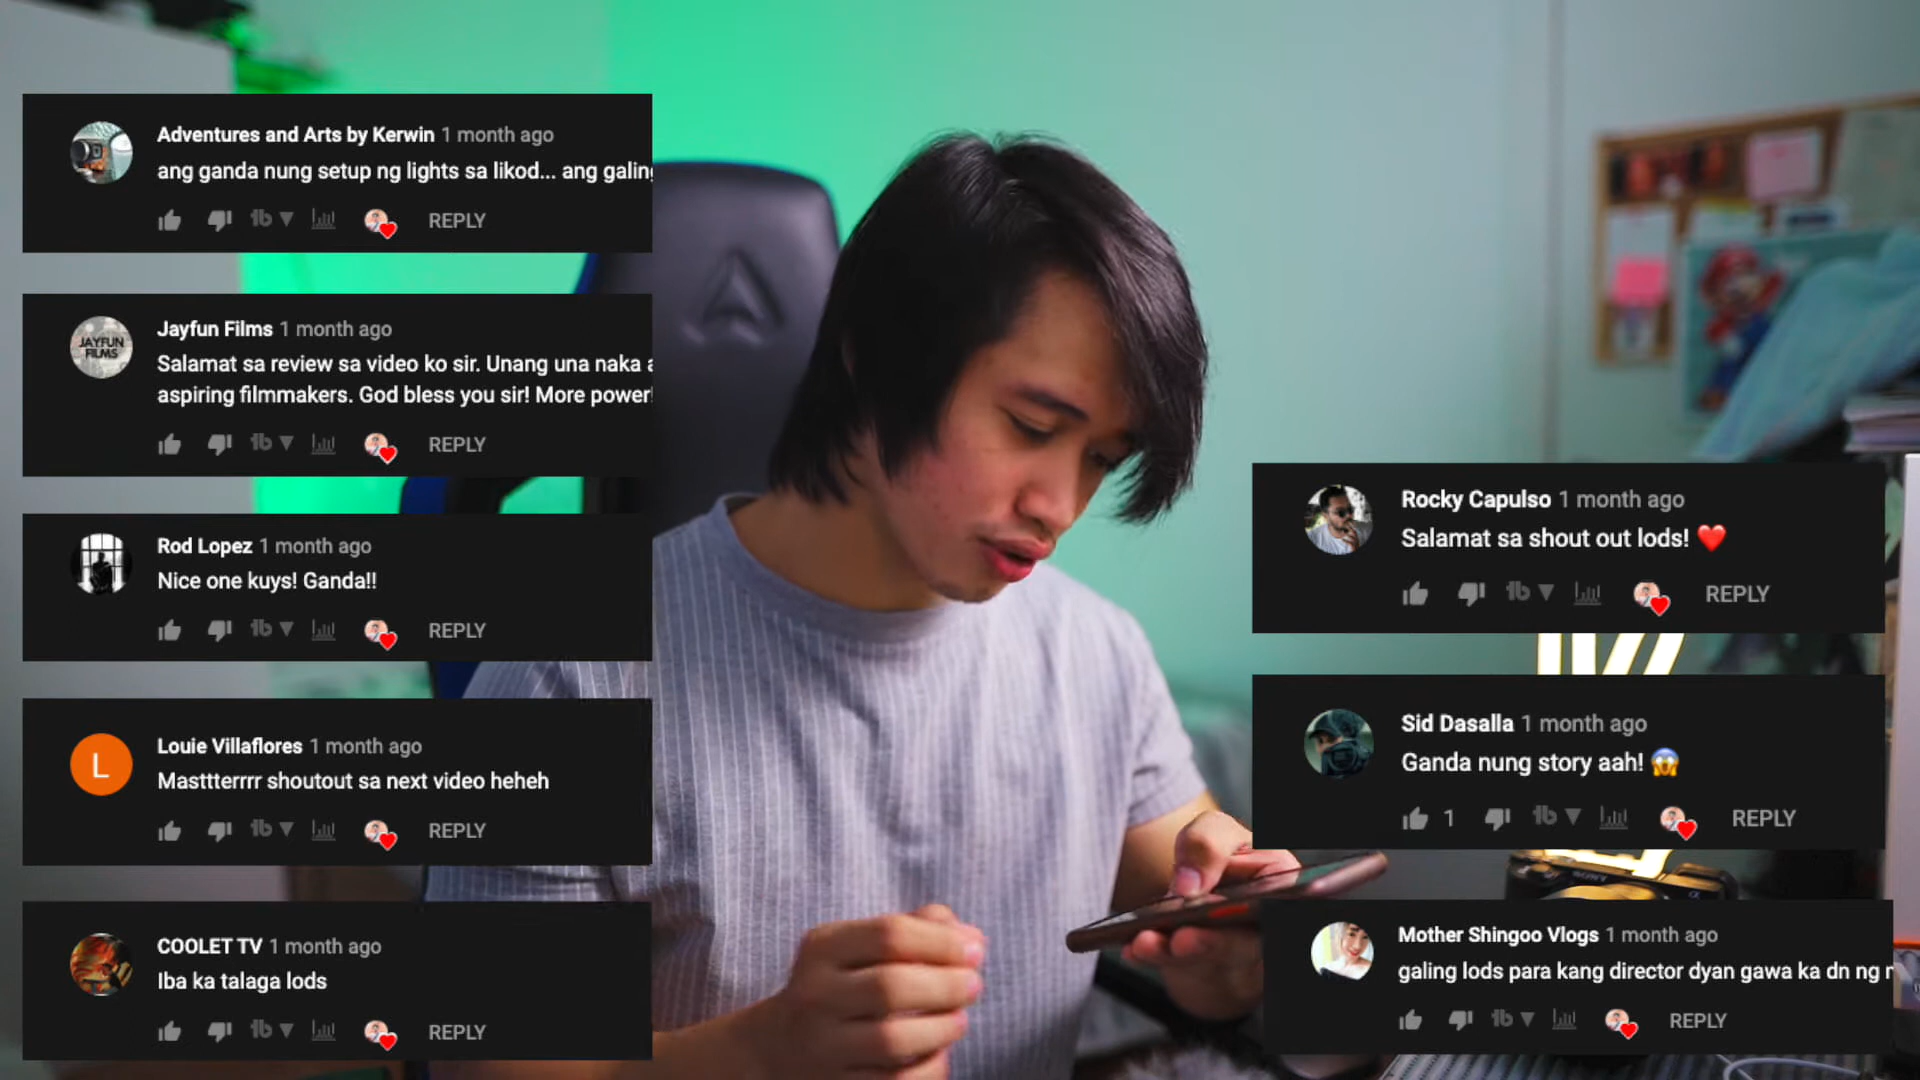 Adventures and Arts by Kerwin 1 month ago
ang ganda nung setup ng lights sa likod... ang galing
REPLY
Jayfun Films 1 month ago
JAYFUN
FILMS
Salamat sa review sa video ko sir. Unang una naka a
aspiring filmmakers. God bless you sir! More power!
REPLY
Rod Lopez 1 month ago
Nice one kuys! Ganda!!
REPLY
L
Louie Villaflores 1 month ago
Masttterrrr shoutout sa next video heheh
REPLY
COOLET TV 1 month ago
Iba ka talaga lods
REPLY
Rocky Capulso 1 month ago
Salamat sa shout out lods! ❤️
REPLY
Sid Dasalla 1 month ago
Ganda nung story aah! 😱
1
REPLY
SONY
Mother Shingoo Vlogs 1 month ago
galing lods para kang director dyan gawa ka dn ng
REPLY